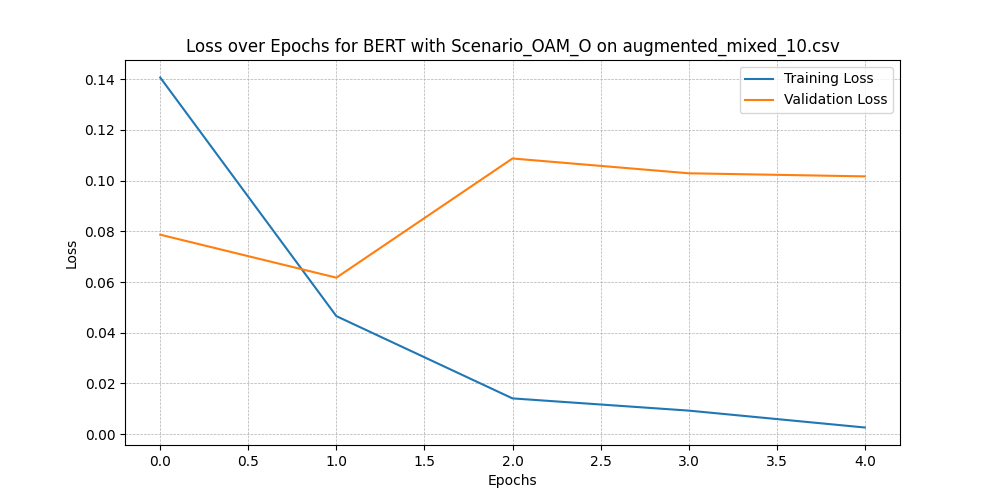 Loss over Epochs for BERT with Scenario_OAM_O on augmented_mixed_10.csv
Training Loss
Validation Loss
0.14
0.12
0.10
0.08
0.06
0.04
0.02
0.00
Loss
0.0 0.5 1.0 1.5 2.0 2.5 3.0 3.5 4.0
Epochs